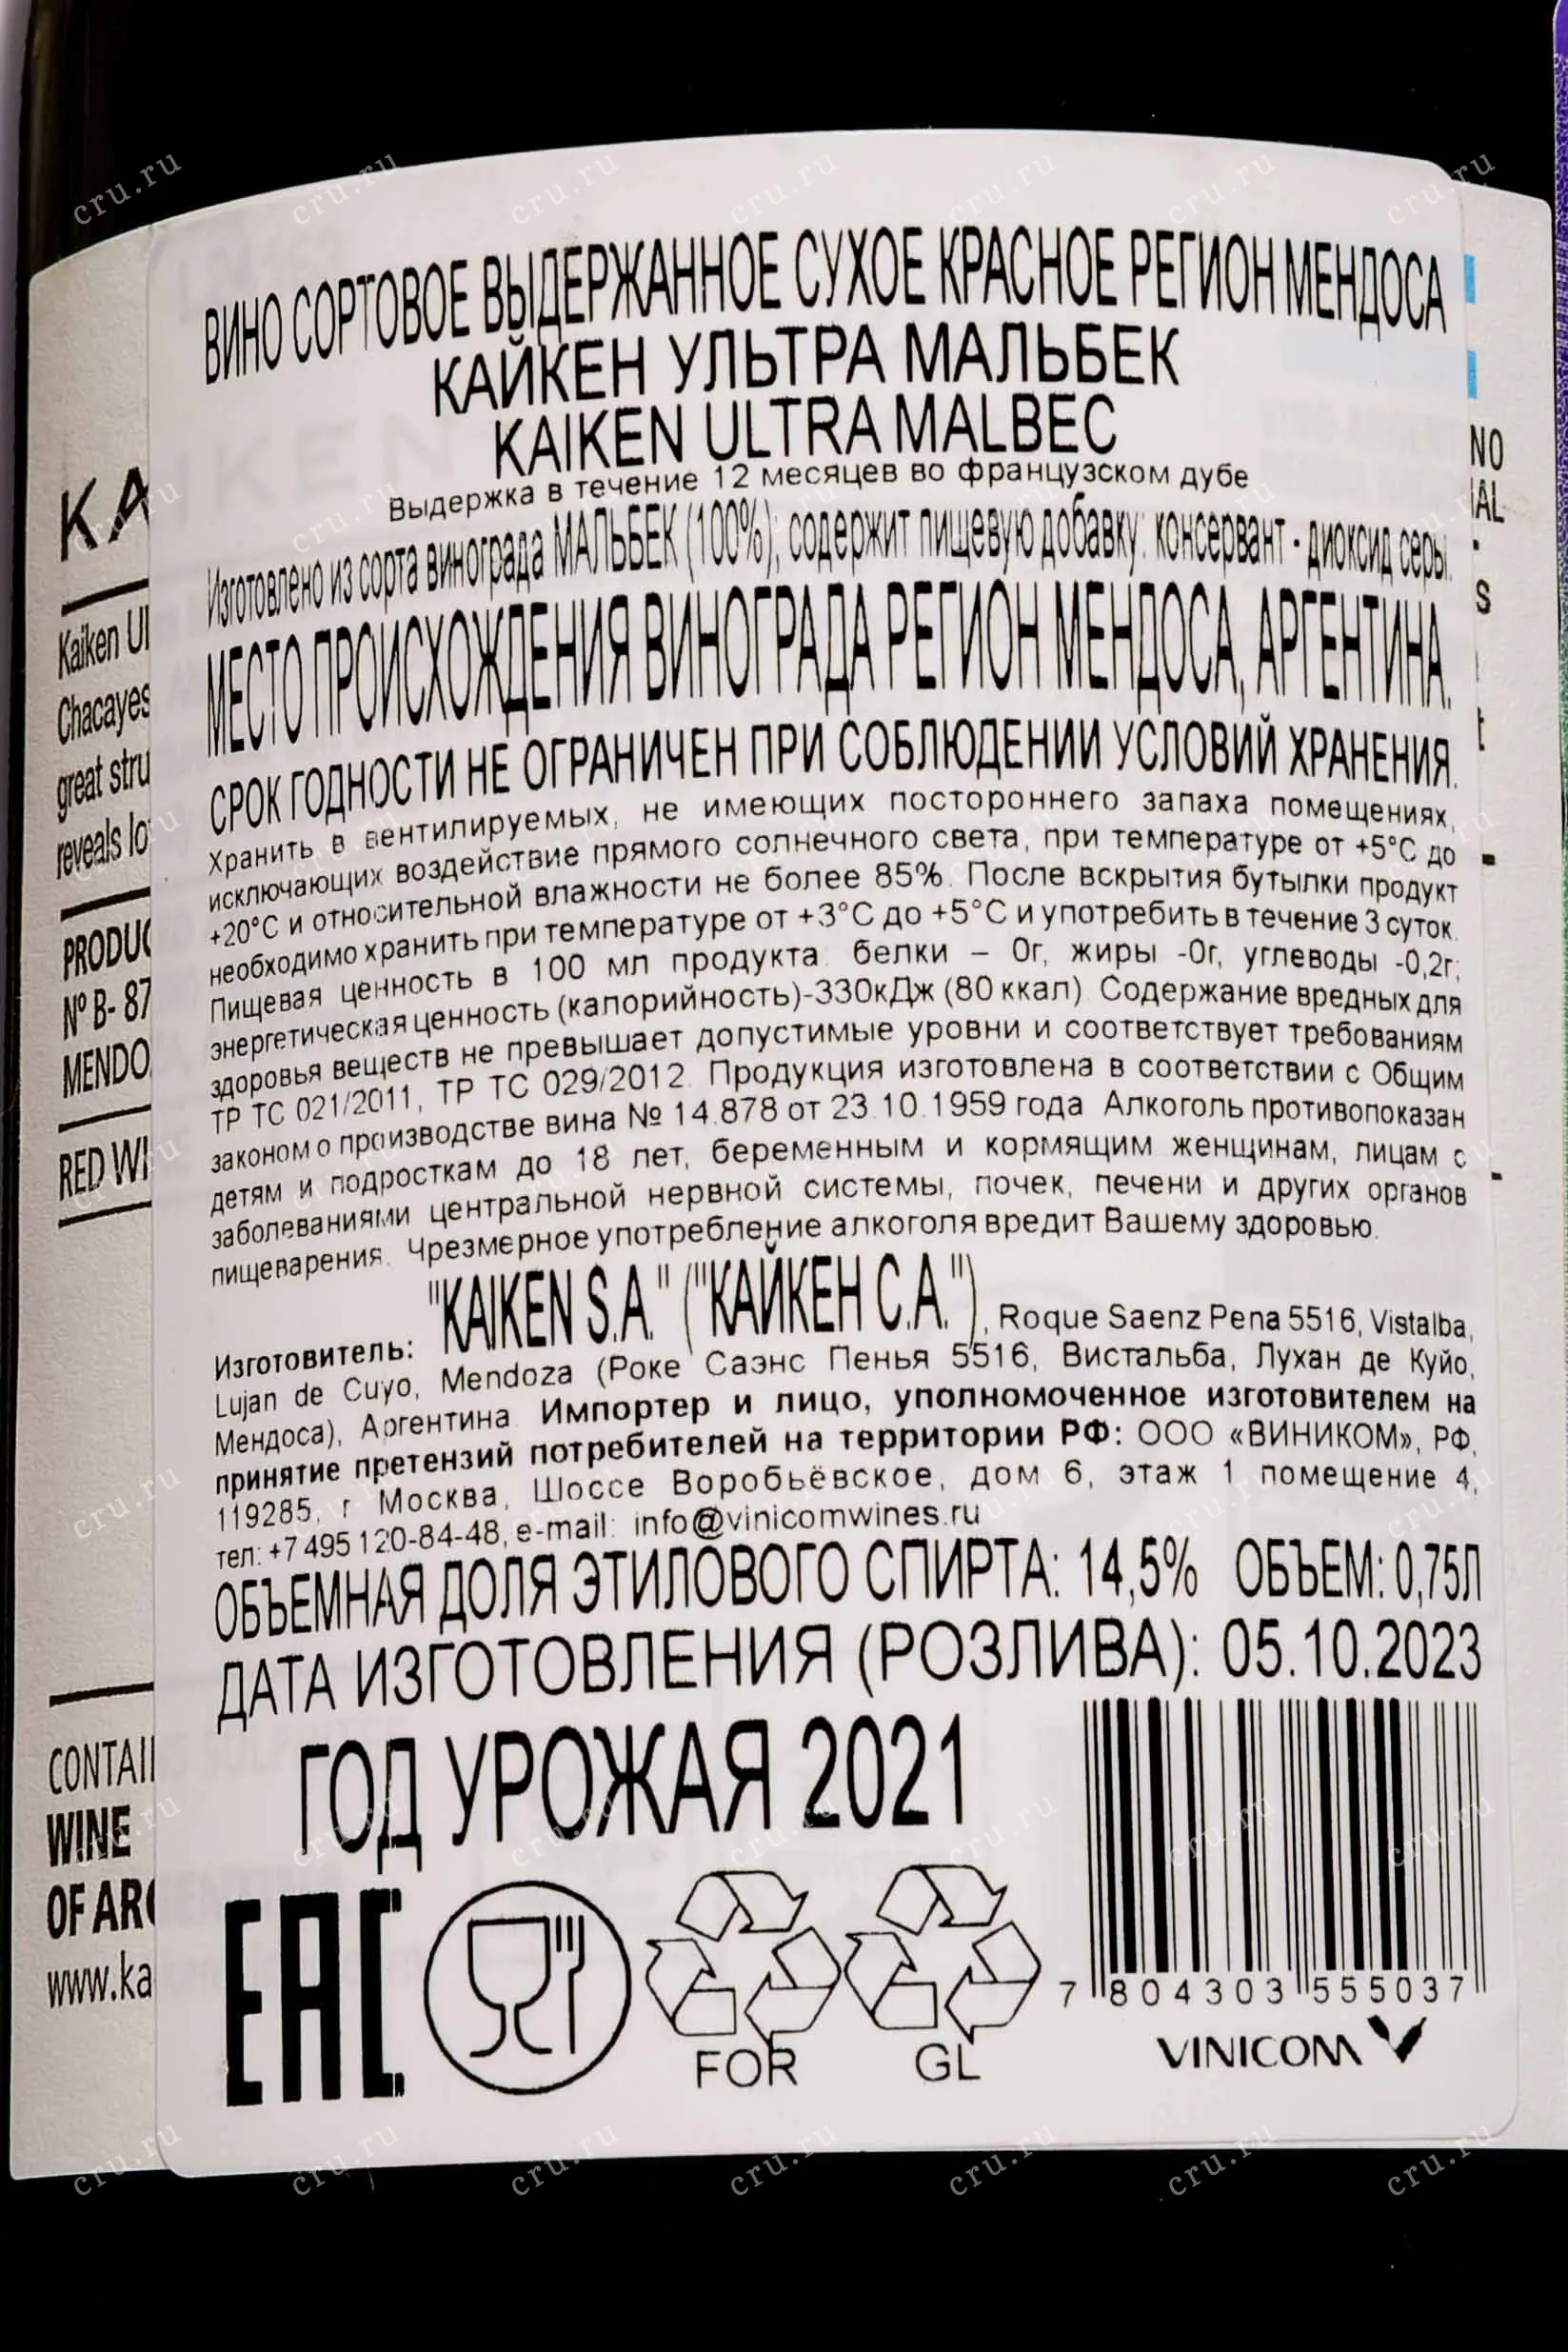 ВИНО СОРТОВОЕ ВЫДЕРЖАННОЕ СУХОЕ КРАСНОЕ РЕГИОН МЕНДОСА
КАЙКЕН УЛЬТРА МАЛЬБЕК
KAIKEN ULTRA MALBEC
Выдержка в течение 12 месяцев во французском дубе
Изготовлено из сорта винограда МАЛЬБЕК (100%); содержит пищевую добавку: консервант - диоксид серы.
МЕСТО ПРОИСХОЖДЕНИЯ ВИНОГРАДА РЕГИОН МЕНДОСА, АРГЕНТИНА.
СРОК ГОДНОСТИ НЕ ОГРАНИЧЕН ПРИ СОБЛЮДЕНИИ УСЛОВИЙ ХРАНЕНИЯ.
Хранить в вентилируемых, не имеющих постороннего запаха помещениях,
исключающих воздействие прямого солнечного света, при температуре от +5°С до
+20°С и относительной влажности не более 85%. После вскрытия бутылки продукт
необходимо хранить при температуре от +3°С до +5°С и употребить в течение 3 суток.
Пищевая ценность в 100 мл продукта: белки – 0г, жиры -0г, углеводы -0,2г;
энергетическая ценность (калорийность)-330кДж (80 ккал). Содержание вредных для
здоровья веществ не превышает допустимые уровни и соответствует требованиям
ТР ТС 021/2011, ТР ТС 029/2012. Продукция изготовлена в соответствии с Общим
законом о производстве вина № 14.878 от 23.10.1959 года. Алкоголь противопоказан
детям и подросткам до 18 лет, беременным и кормящим женщинам, лицам с
заболеваниями центральной нервной системы, почек, печени и других органов
пищеварения. Чрезмерное употребление алкоголя вредит Вашему здоровью.
Изготовитель: "KAIKEN S.A." ("КАЙКЕН С.А."), Roque Saenz Pena 5516, Vistalba,
Lujan de Cuyo, Mendoza (Роке Саэнс Пенья 5516, Вистальба, Лухан де Куйо,
Мендоса), Аргентина. Импортер и лицо, уполномоченное изготовителем на
принятие претензий потребителей на территории РФ: ООО «ВИНИКОМ», РФ,
119285, г. Москва, Шоссе Воробьёвское, дом 6, этаж 1 помещение 4,
тел: +7 495 120-84-48, e-mail: info@vinicomwines.ru
ОБЪЕМНАЯ ДОЛЯ ЭТИЛОВОГО СПИРТА: 14,5% ОБЪЕМ: 0,75Л
ДАТА ИЗГОТОВЛЕНИЯ (РОЗЛИВА): 05.10.2023
ГОД УРОЖАЯ 2021
EAC
FOR
GL
7 804303 555037
VINICOM
KA
Kaiken Ul
Chacayes
great stru
reveals lo
PRODUC
Nº B- 87
MENDO
RED WI
CONTAI
WINE
OF ARG
www.ka
NO
IAL
s
t
cru.ru